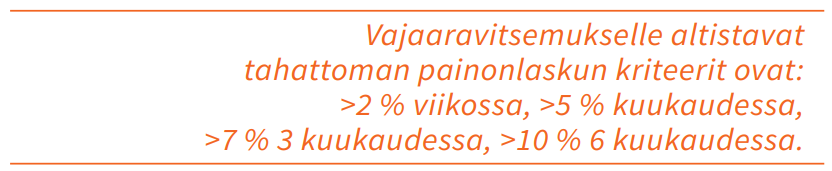 Vajaaravitsemukselle altistavat
tahattoman painonlaskun kriteerit ovat:
>2 % viikossa, >5 % kuukaudessa,
>7 % 3 kuukaudessa, >10 % 6 kuukaudessa.